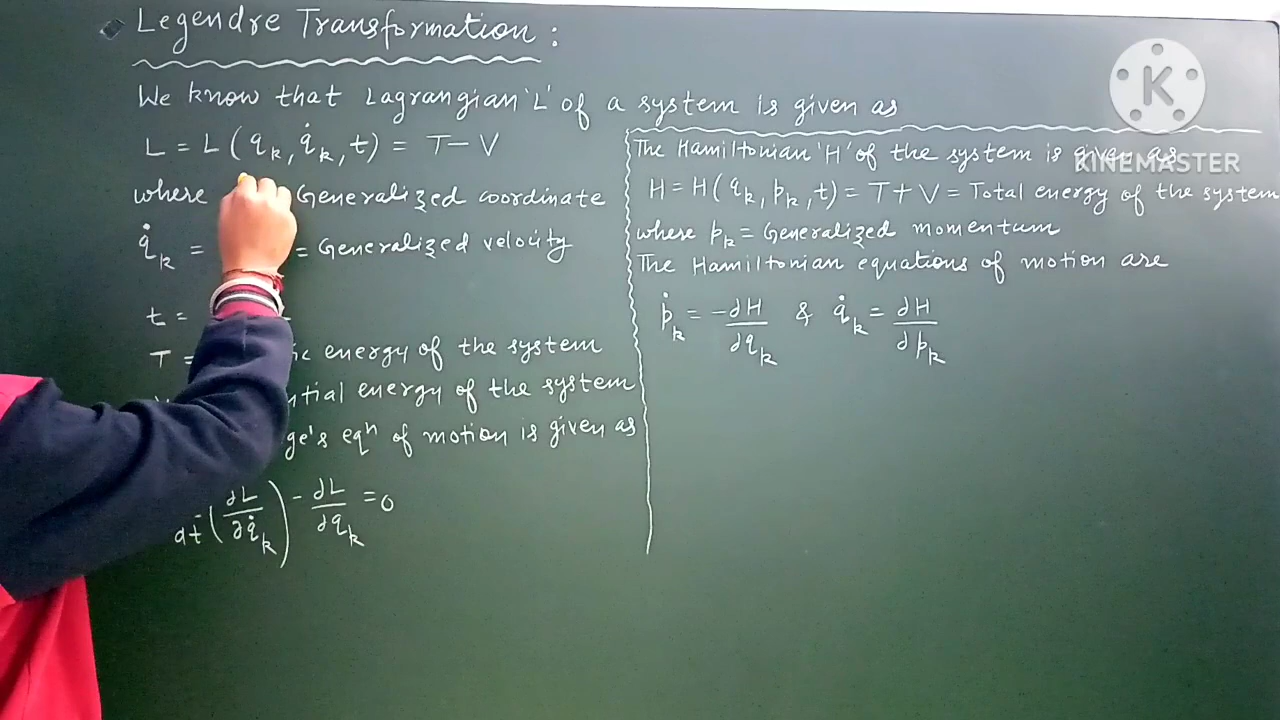 Legendre Transformation :
We know that Lagrangian 'L' of a system is given as
L = L ( q_k, q̇_k, t) = T - V
where Generalized coordinate
q̇_k = = Generalized velocity
t =
T = ic energy of the system
ntial energy of the system
ge's eqⁿ of motion is given as
dt (∂L/∂q̇_k) - ∂L/∂q_k = 0
The Hamiltonian 'H' of the system is given as
H = H ( q_k, p_k, t) = T + V = Total energy of the system
where p_k = Generalized momentum
The Hamiltonian equations of motion are
ṗ_k = -∂H/∂q_k & q̇_k = ∂H/∂p_k
K
KINEMASTER